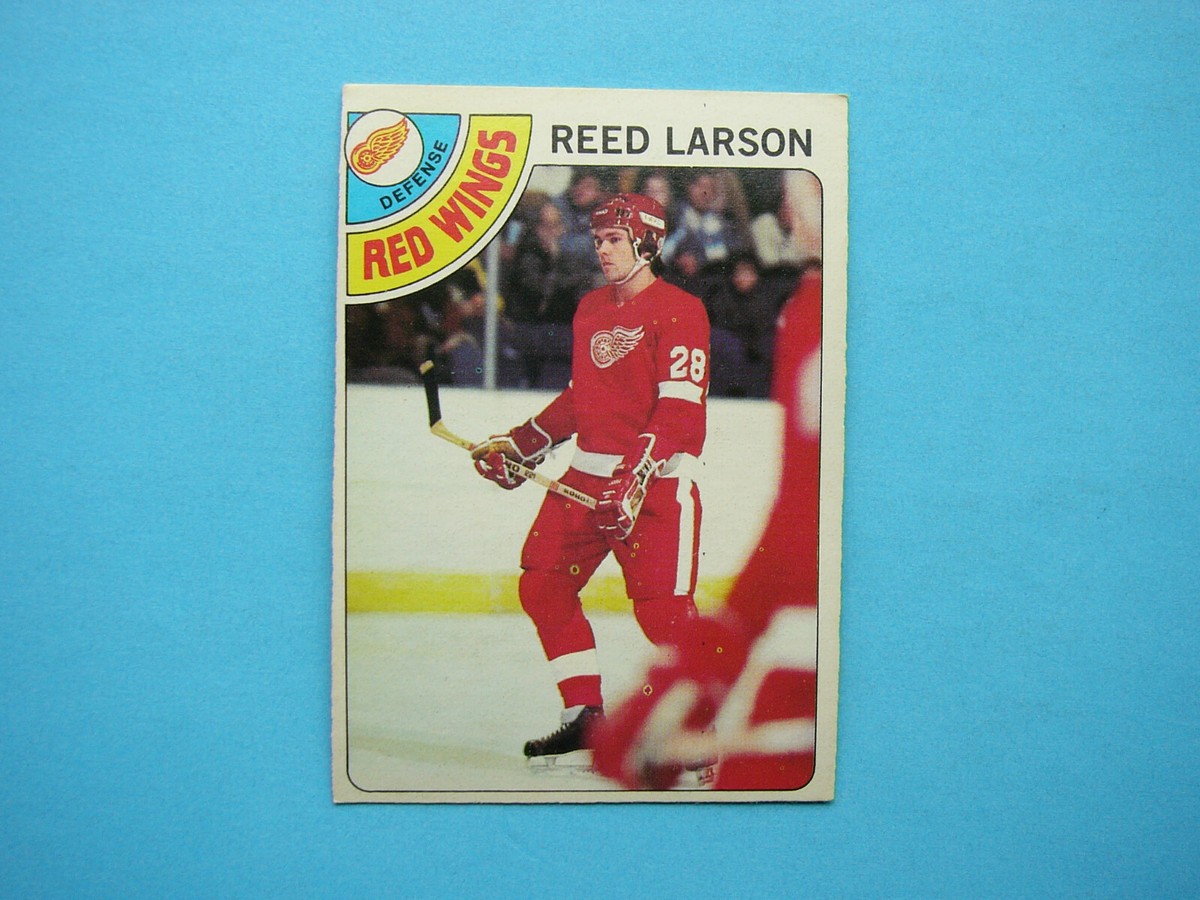 DEFENSE
RED WINGS
REED LARSON
28